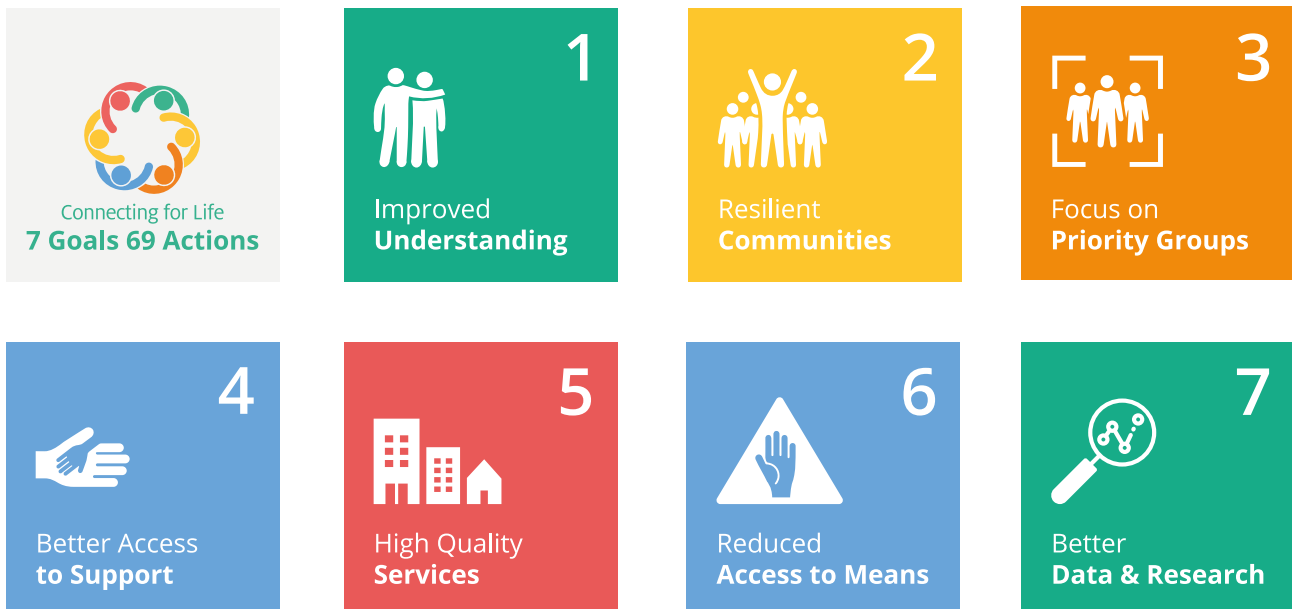 Connecting for Life
7 Goals 69 Actions
1
Improved
Understanding
2
Resilient
Communities
3
Focus on
Priority Groups
4
Better Access
to Support
5
High Quality
Services
6
Reduced
Access to Means
7
Better
Data & Research